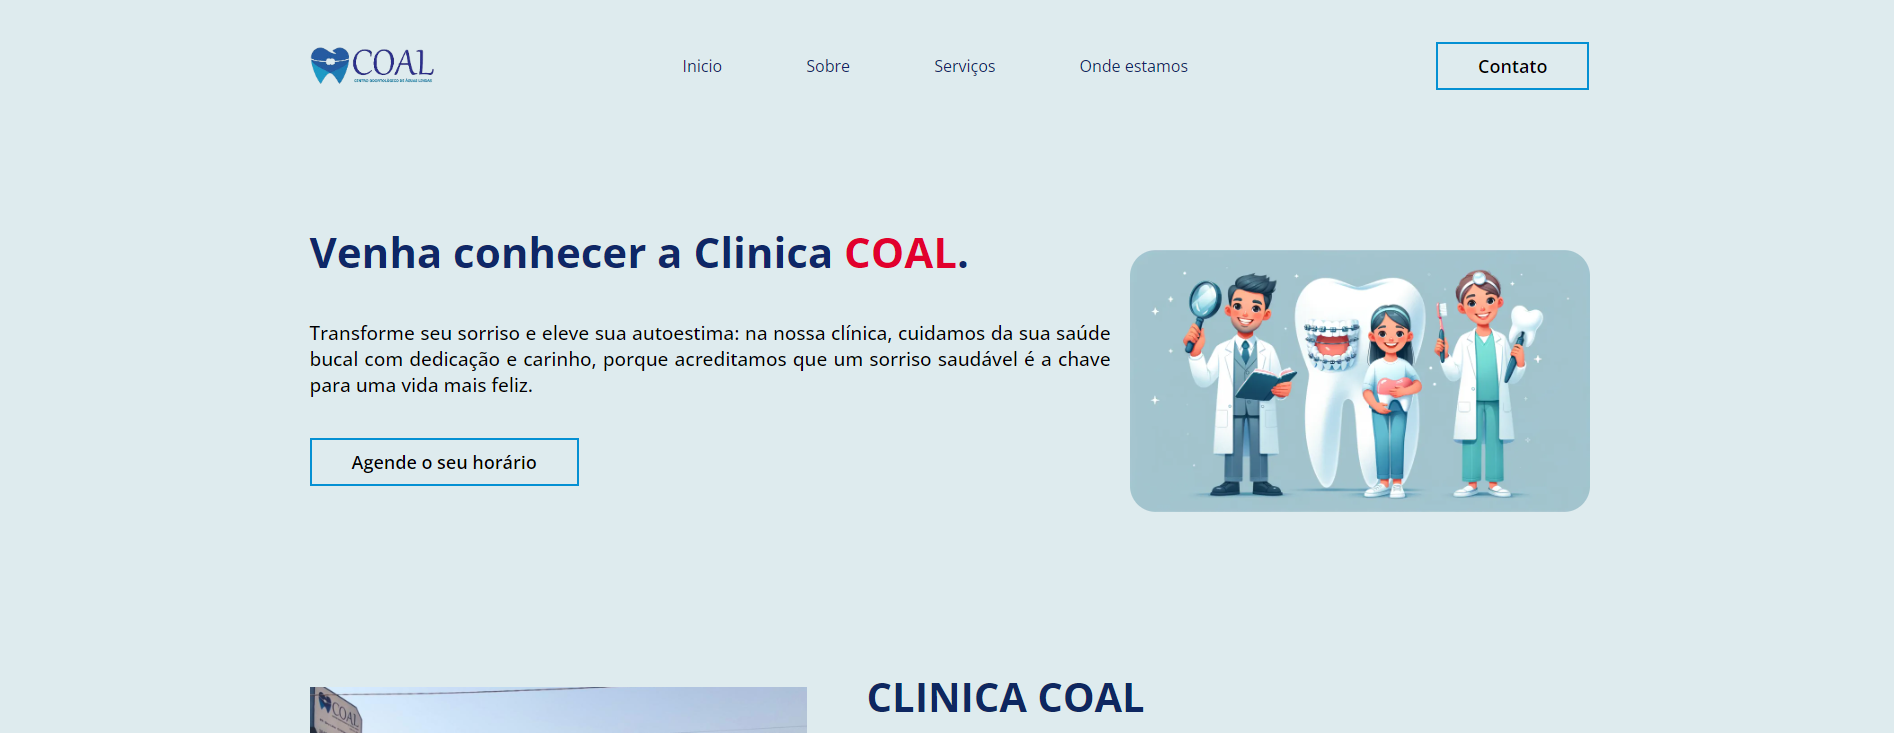 COAL
CENTRO ODONTOLÓGICO DE ÁGUAS LINDAS
Inicio
Sobre
Serviços
Onde estamos
Contato
Venha conhecer a Clinica COAL.
Transforme seu sorriso e eleve sua autoestima: na nossa clínica, cuidamos da sua saúde
bucal com dedicação e carinho, porque acreditamos que um sorriso saudável é a chave
para uma vida mais feliz.
Agende o seu horário
COAL
CLINICA COAL